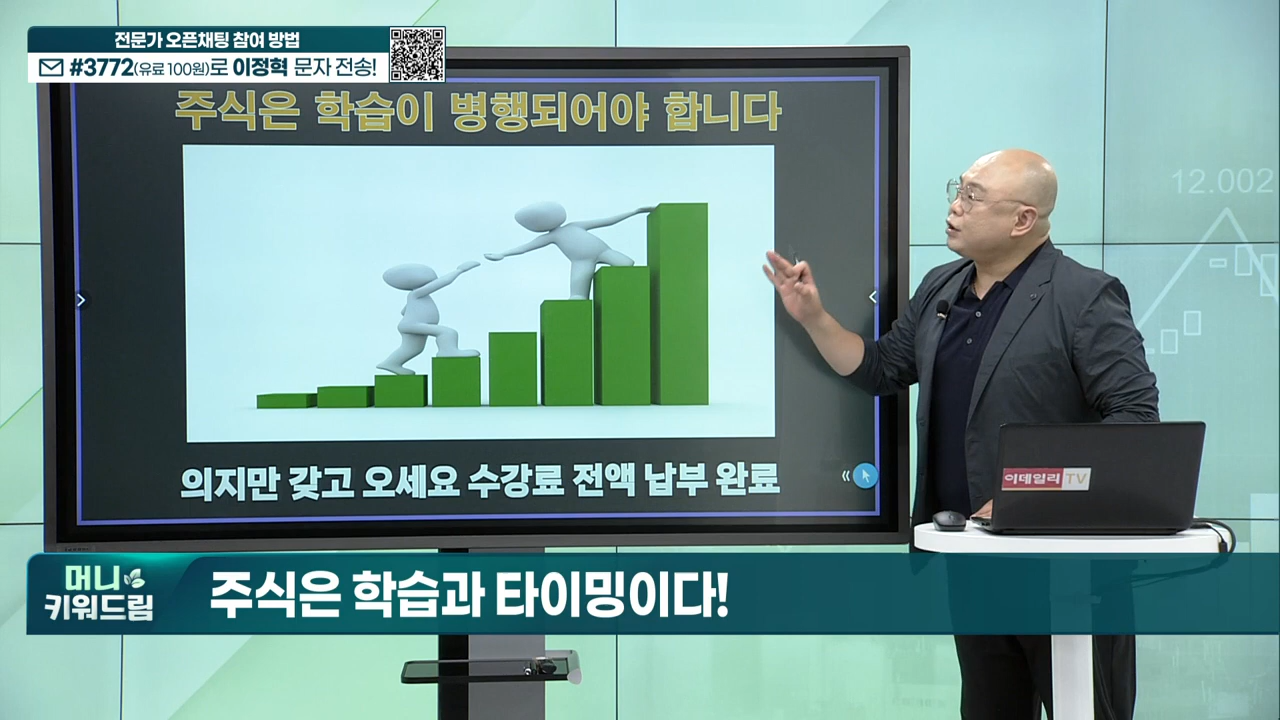 전문가 오픈채팅 참여 방법
#3772(유료 100원)로 이정혁 문자 전송!
주식은 학습이 병행되어야 합니다
12.002
의지만 갖고 오세요 수강료 전액 납부 완료
이데일리TV
머니
키워드림
주식은 학습과 타이밍이다!